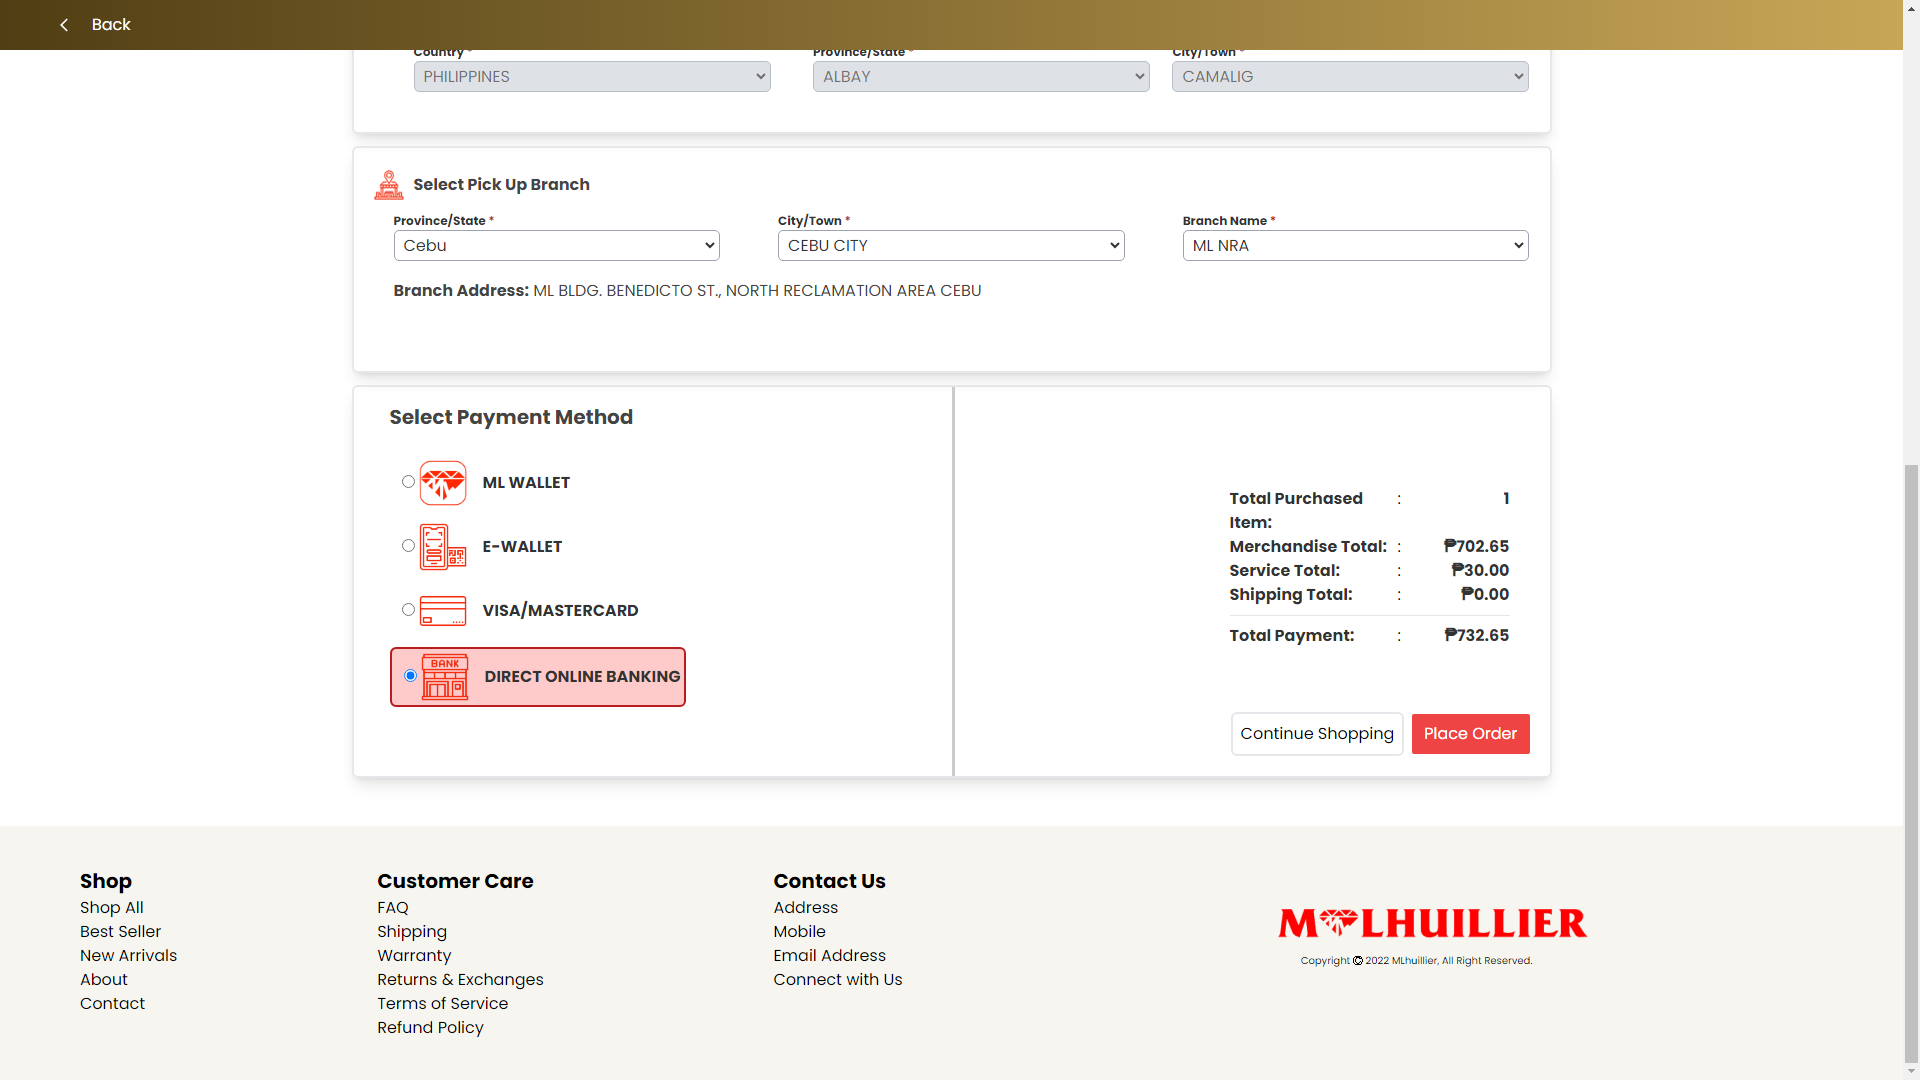 Back
Country * Province/State * City/Town *
PHILIPPINES ALBAY CAMALIG
Select Pick Up Branch
Province/State * City/Town * Branch Name *
Cebu CEBU CITY ML NRA
Branch Address: ML BLDG. BENEDICTO ST., NORTH RECLAMATION AREA CEBU
Select Payment Method
ML WALLET
E-WALLET
VISA/MASTERCARD
BANK
DIRECT ONLINE BANKING
Total Purchased Item: : 1
Merchandise Total: : ₱702.65
Service Total: : ₱30.00
Shipping Total: : ₱0.00
Total Payment: : ₱732.65
Continue Shopping Place Order
Shop
Shop All
Best Seller
New Arrivals
About
Contact
Customer Care
FAQ
Shipping
Warranty
Returns & Exchanges
Terms of Service
Refund Policy
Contact Us
Address
Mobile
Email Address
Connect with Us
M LHUILLIER
Copyright © 2022 MLhuillier, All Right Reserved.